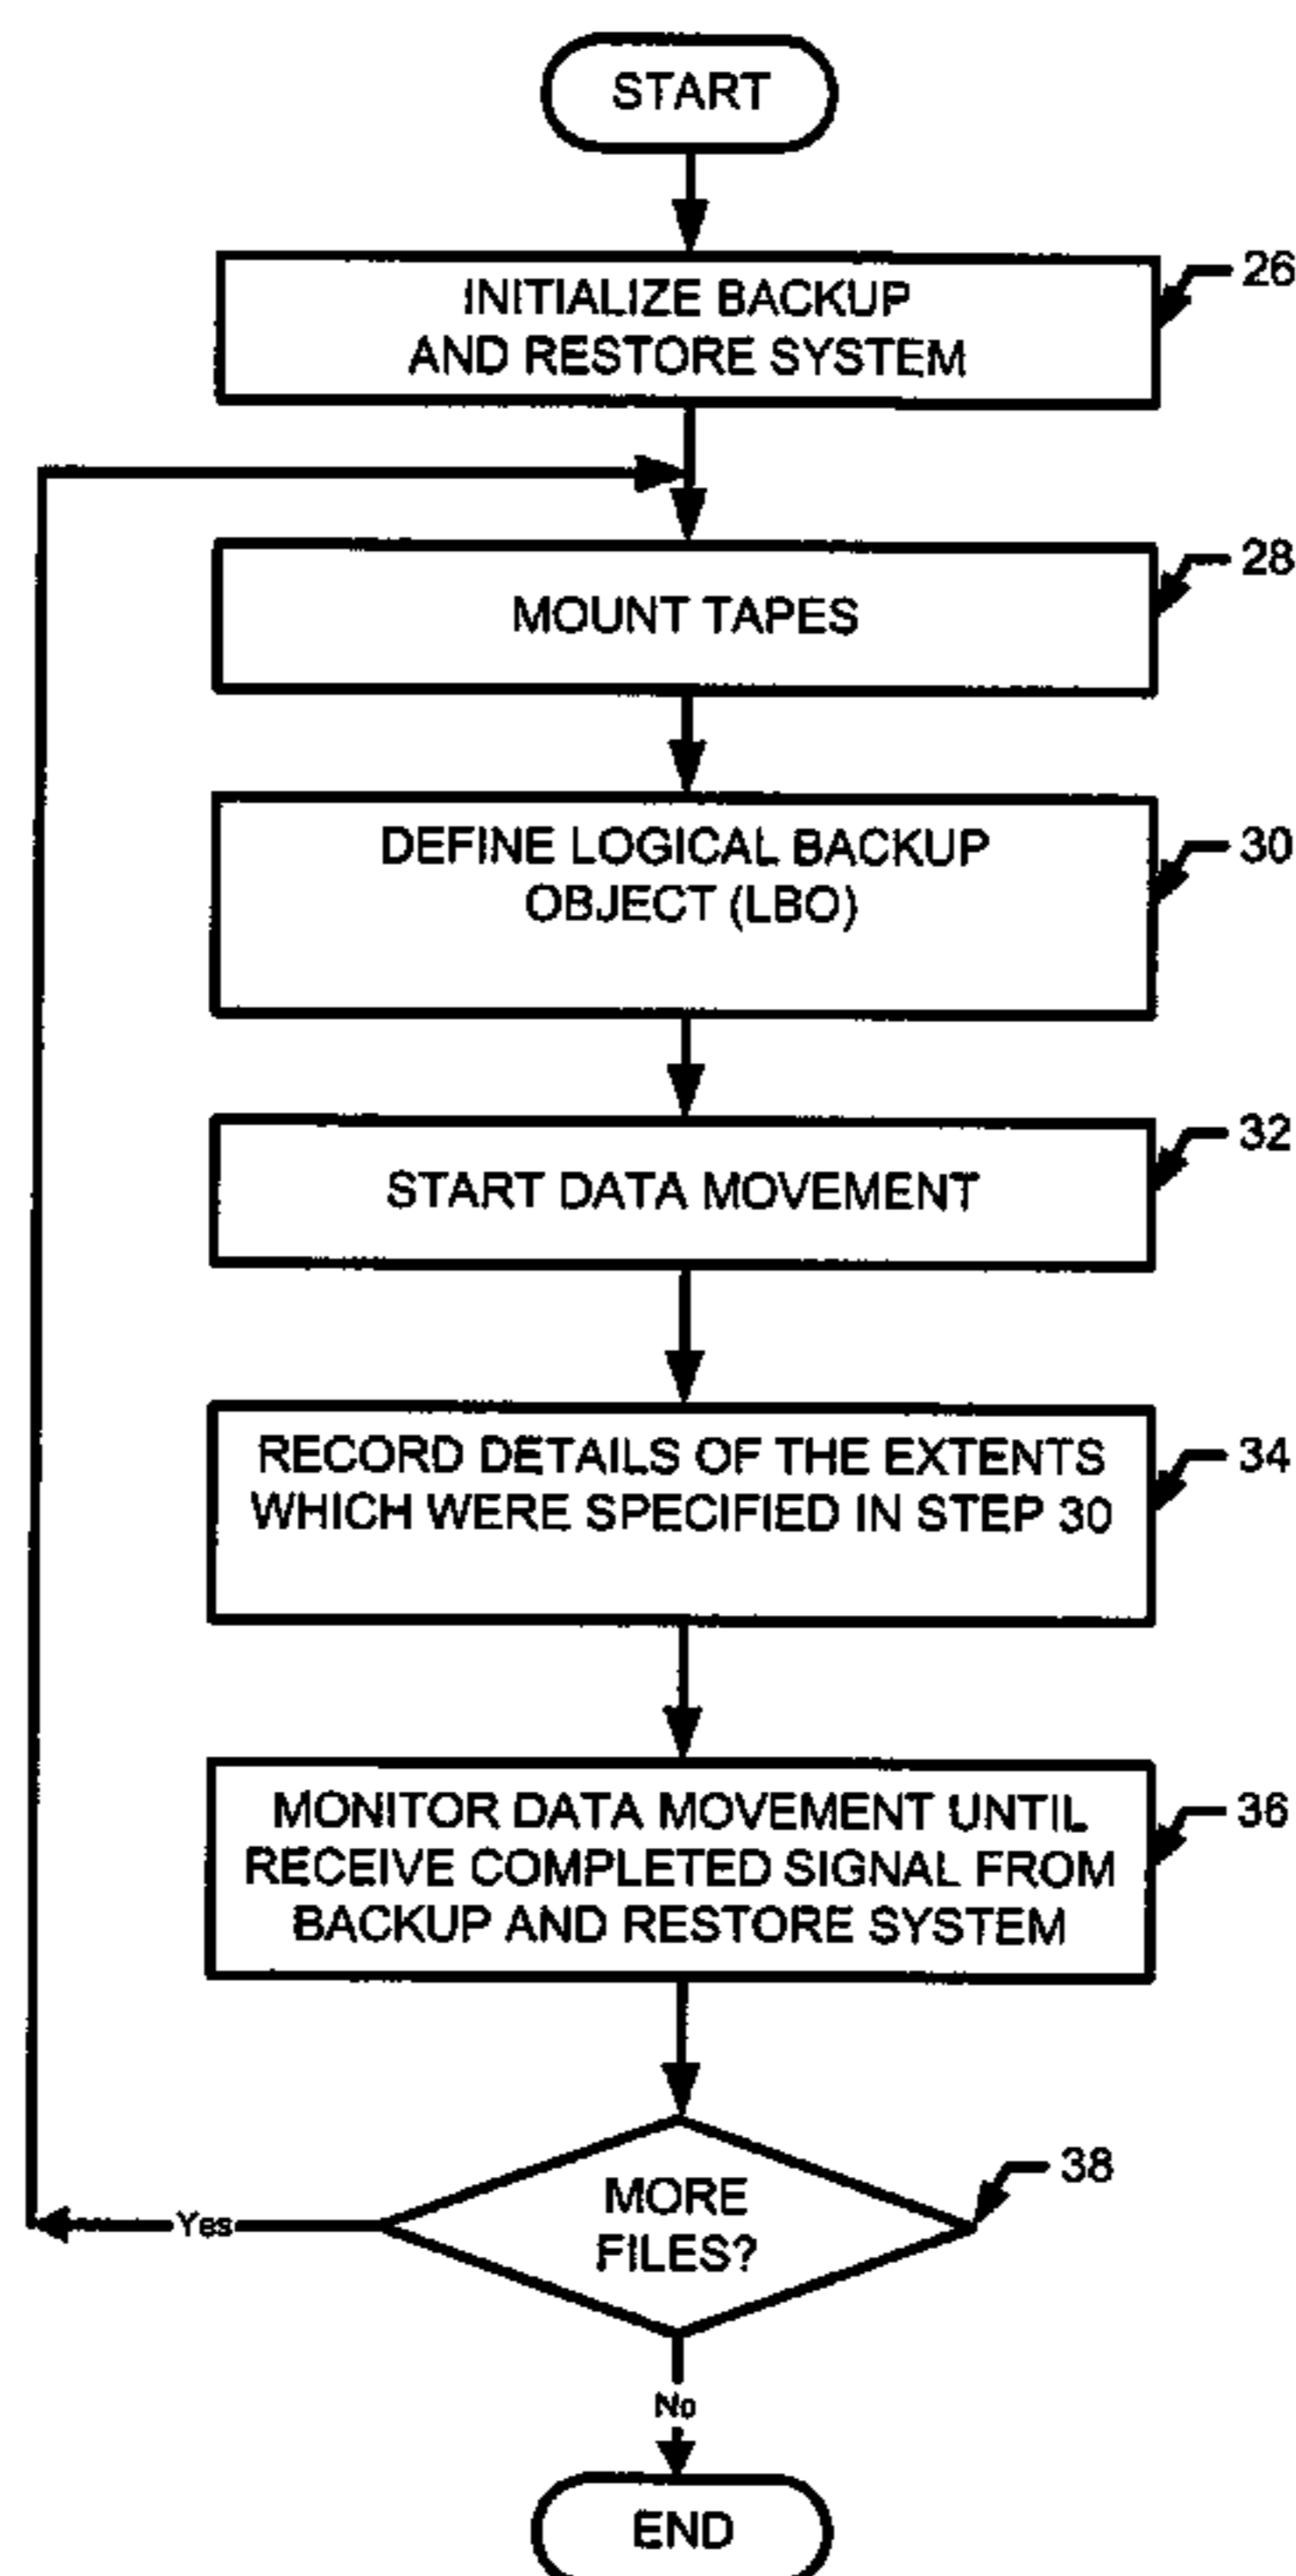 START
INITIALIZE BACKUP
AND RESTORE SYSTEM
26
MOUNT TAPES
28
DEFINE LOGICAL BACKUP
OBJECT (LBO)
30
START DATA MOVEMENT
32
RECORD DETAILS OF THE EXTENTS
WHICH WERE SPECIFIED IN STEP 30
34
MONITOR DATA MOVEMENT UNTIL
RECEIVE COMPLETED SIGNAL FROM
BACKUP AND RESTORE SYSTEM
36
MORE
FILES?
38
Yes
No
END